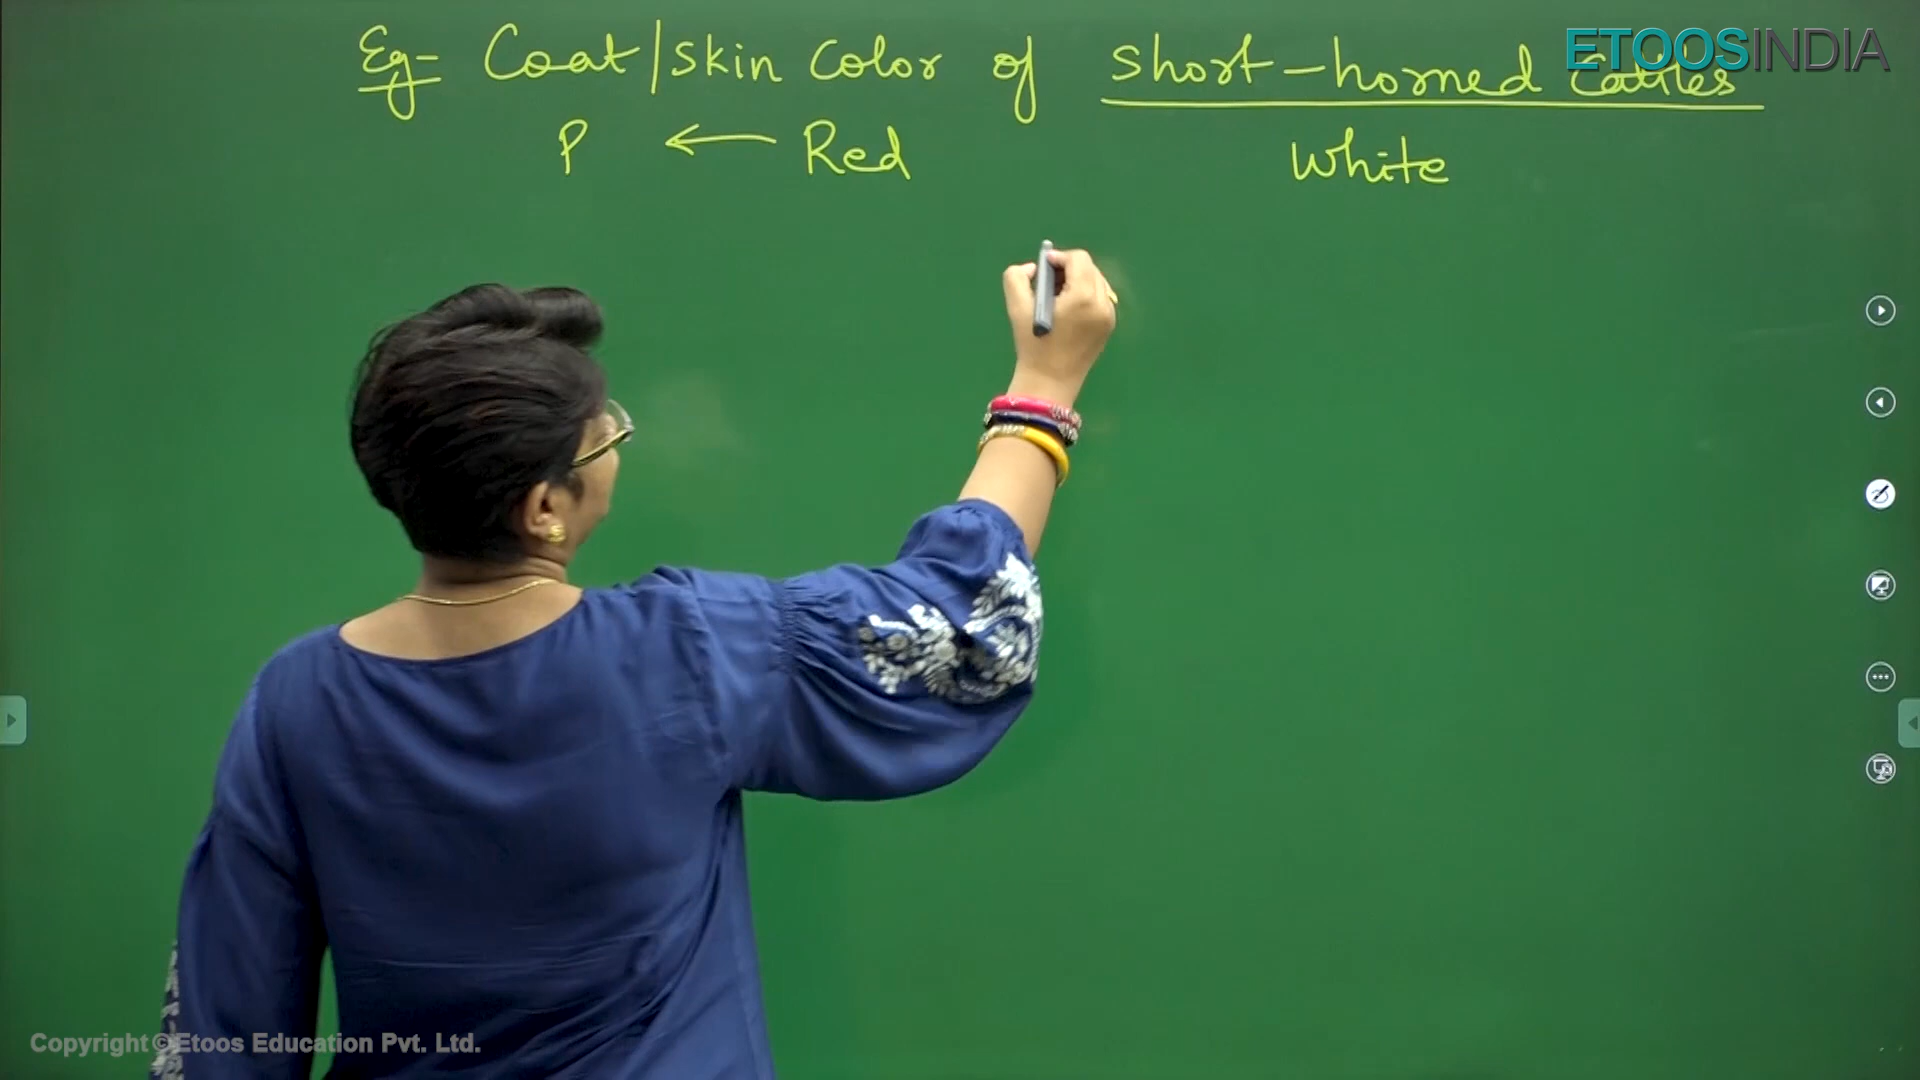 ETOOSINDIA
Eg= Coat/skin color of short-horned Cattles
P ← Red White
Copyright © Etoos Education Pvt. Ltd.